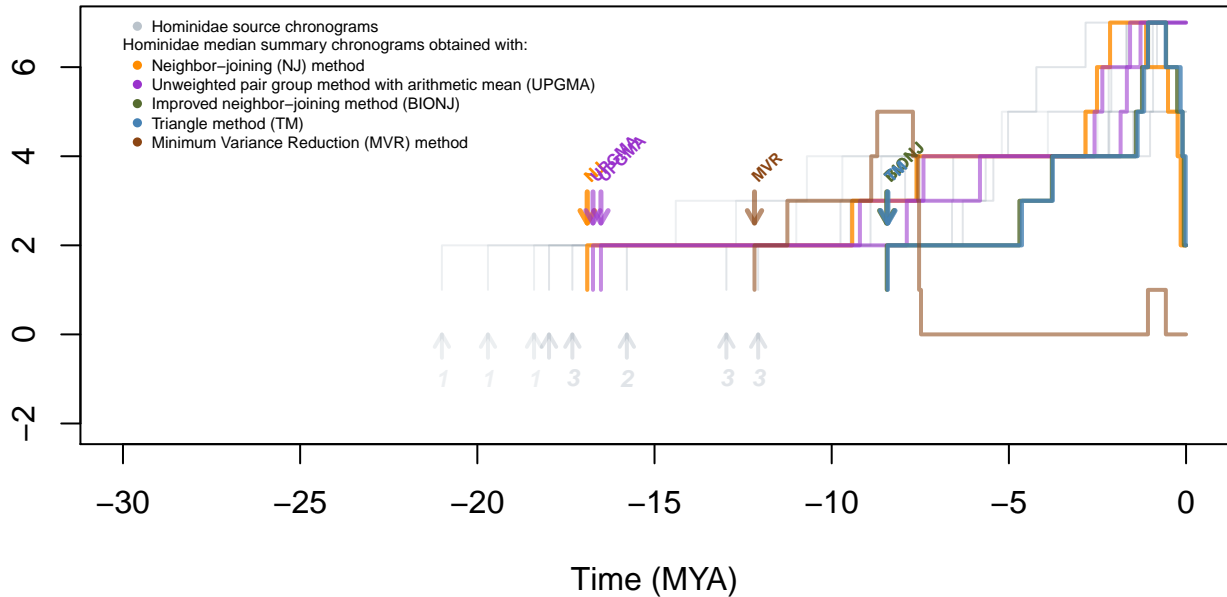 Hominidae source chronograms
Hominidae median summary chronograms obtained with:
Neighbor−joining (NJ) method
Unweighted pair group method with arithmetic mean (UPGMA)
Improved neighbor−joining method (BIONJ)
Triangle method (TM)
Minimum Variance Reduction (MVR) method
6
4
2
0
−2
UPGMA
UPGMA
MVR
BIONJ
1
1
1
3
2
3
3
−30
−25
−20
−15
−10
−5
0
Time (MYA)